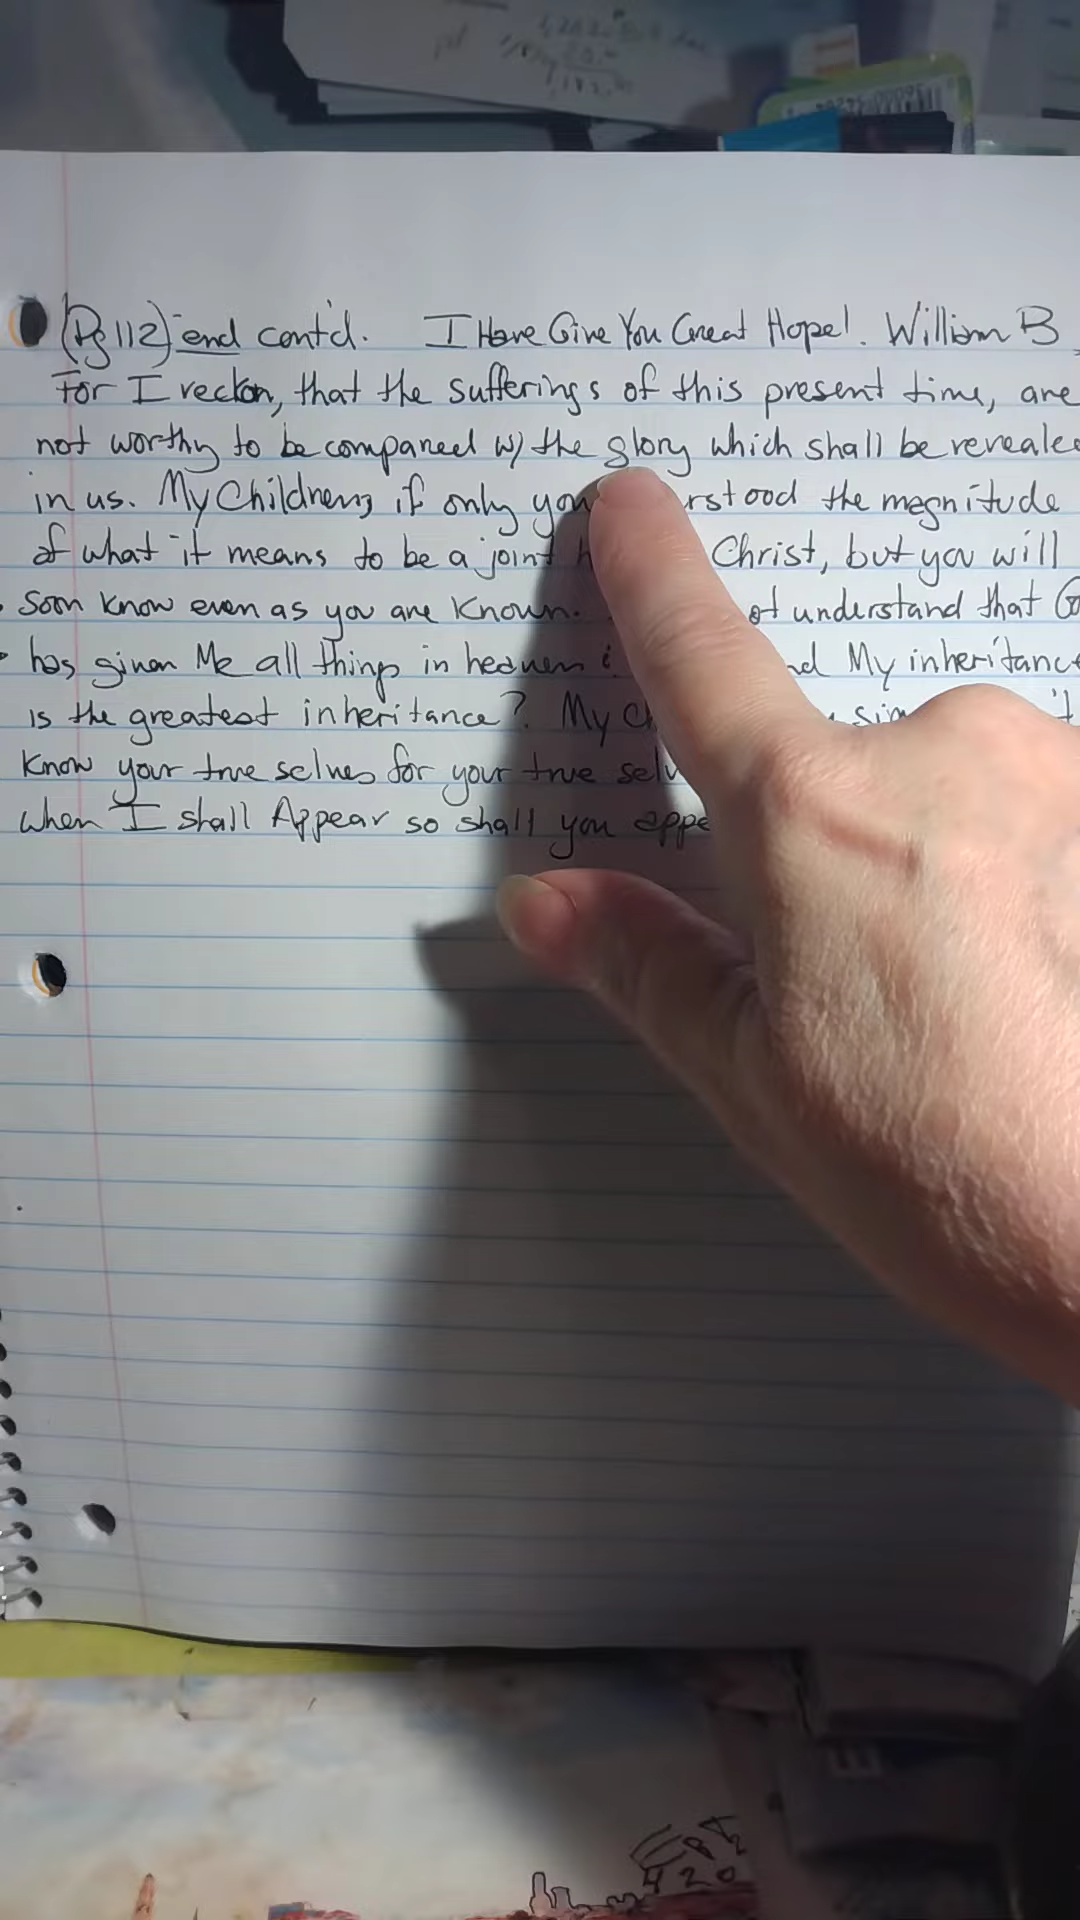 (Pg 112) end cont'd. I Have Give You Great Hope! William B
For I reckon, that the sufferings of this present time, are
not worthy to be compared w/ the glory which shall be reveale
in us. My Children, if only you rstood the magnitude
of what it means to be a joint Christ, but you will
soon know even as you are known. understand that
has given Me all things in heaven My inheritance
is the greatest inheritance? My
know your true selves for your true
when I shall Appear so shall you
420